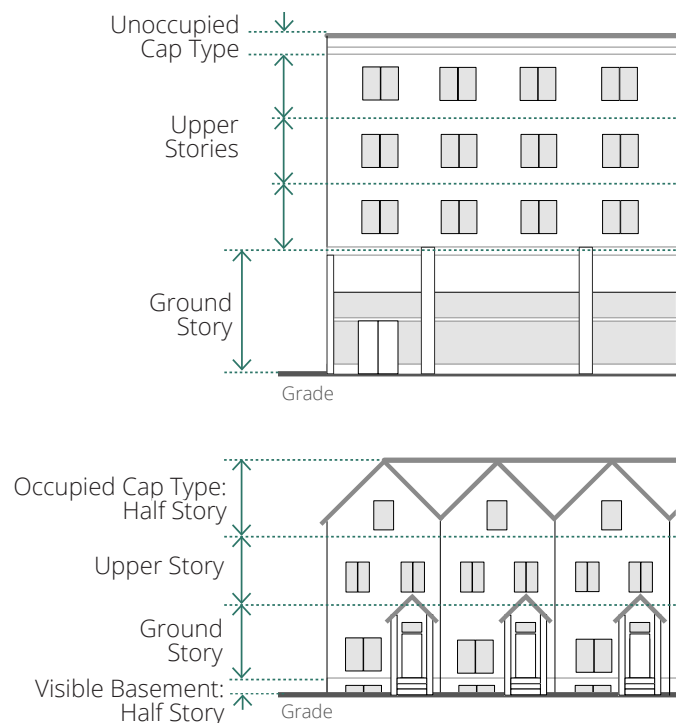 Unoccupied
Cap Type
Upper
Stories
Ground
Story
Grade
Occupied Cap Type:
Half Story
Upper Story
Ground
Story
Visible Basement:
Half Story
Grade